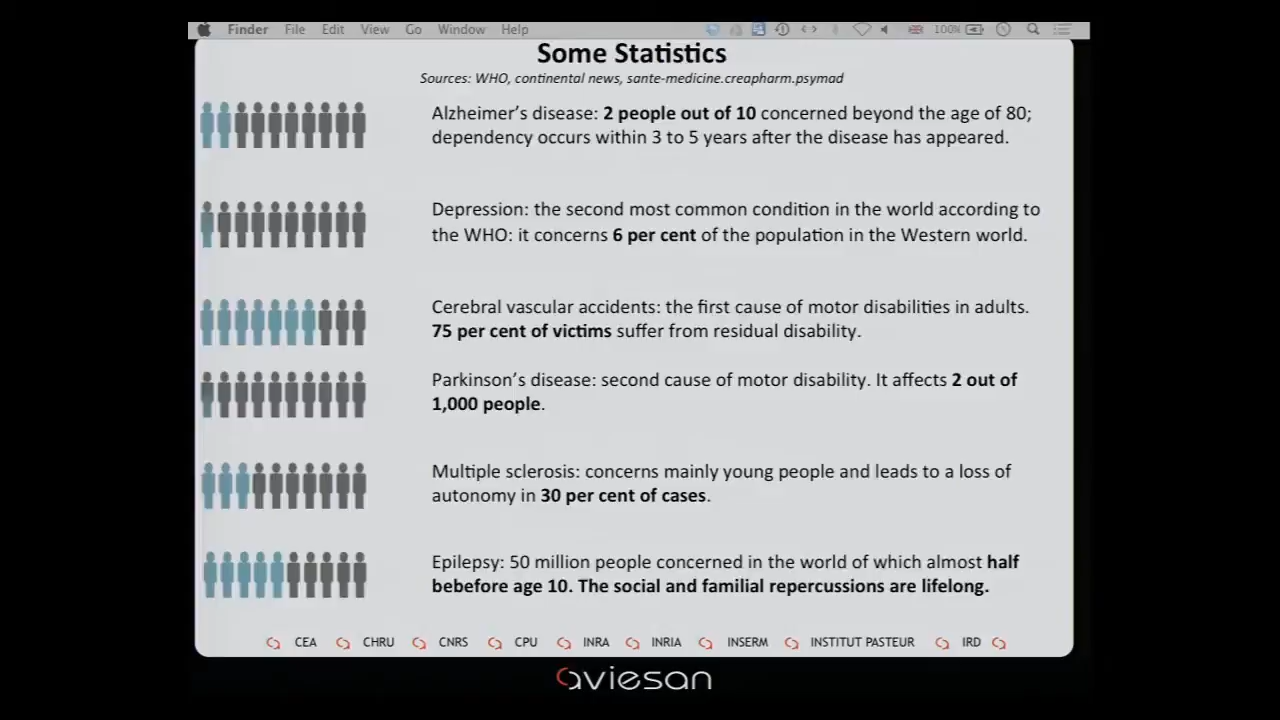 Finder File Edit View Go Window Help 100%
Some Statistics
Sources: WHO, continental news, sante-medicine.creapharm.psymad
Alzheimer's disease: 2 people out of 10 concerned beyond the age of 80;
dependency occurs within 3 to 5 years after the disease has appeared.
Depression: the second most common condition in the world according to
the WHO: it concerns 6 per cent of the population in the Western world.
Cerebral vascular accidents: the first cause of motor disabilities in adults.
75 per cent of victims suffer from residual disability.
Parkinson's disease: second cause of motor disability. It affects 2 out of
1,000 people.
Multiple sclerosis: concerns mainly young people and leads to a loss of
autonomy in 30 per cent of cases.
Epilepsy: 50 million people concerned in the world of which almost half
bebefore age 10. The social and familial repercussions are lifelong.
CEA CHRU CNRS CPU INRA INRIA INSERM INSTITUT PASTEUR IRD
aviesan